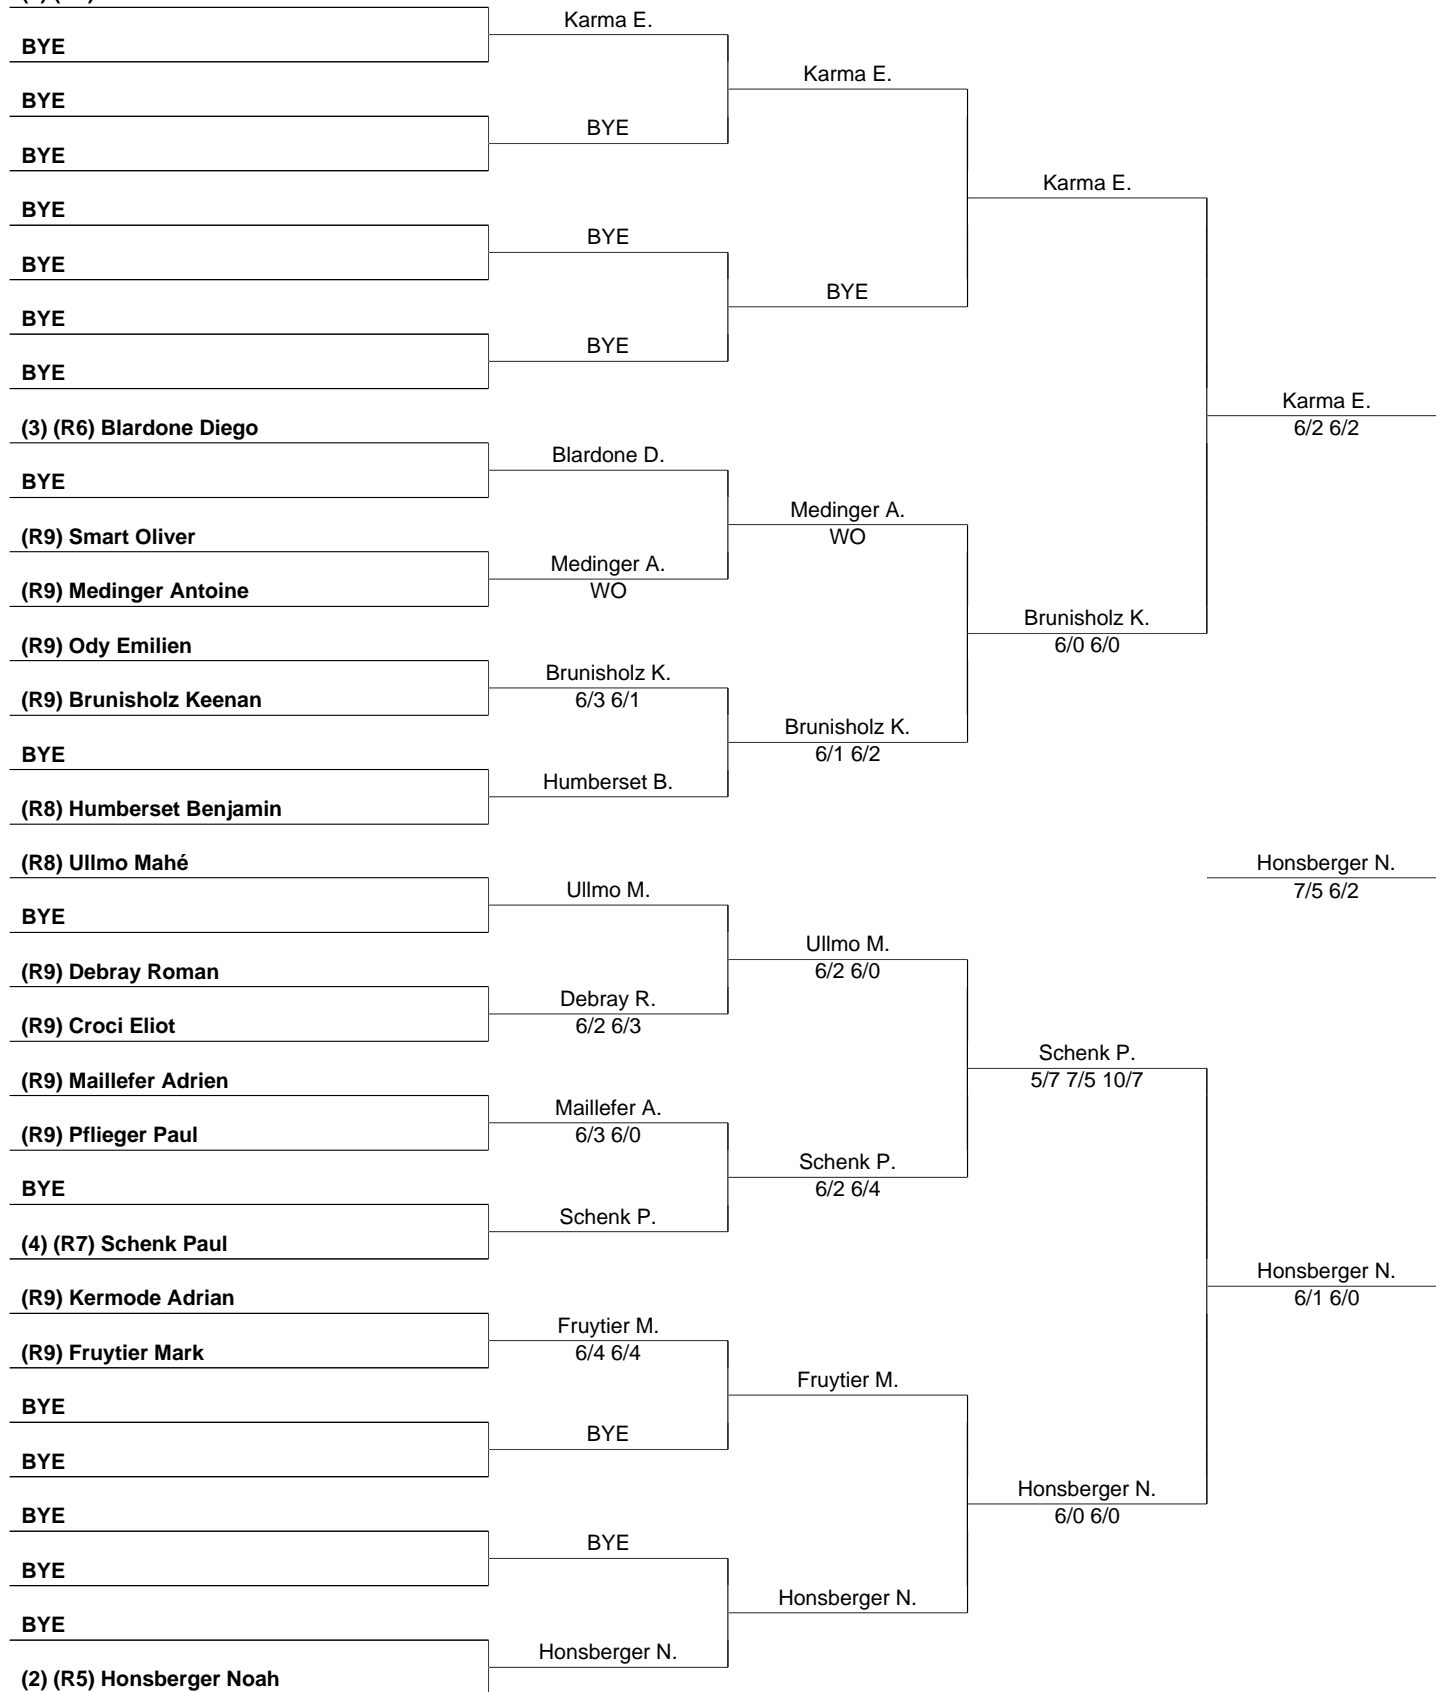 BYE
BYE
BYE
BYE
BYE
BYE
BYE
(3) (R6) Blardone Diego
BYE
(R9) Smart Oliver
(R9) Medinger Antoine
(R9) Ody Emilien
(R9) Brunisholz Keenan
BYE
(R8) Humberset Benjamin
(R8) Ullmo Mahé
BYE
(R9) Debray Roman
(R9) Croci Eliot
(R9) Maillefer Adrien
(R9) Pflieger Paul
BYE
(4) (R7) Schenk Paul
(R9) Kermode Adrian
(R9) Fruytier Mark
BYE
BYE
BYE
BYE
BYE
(2) (R5) Honsberger Noah
Karma E.
BYE
BYE
BYE
Blardone D.
Medinger A.
WO
Brunisholz K.
6/3 6/1
Humberset B.
Ullmo M.
Debray R.
6/2 6/3
Maillefer A.
6/3 6/0
Schenk P.
Fruytier M.
6/4 6/4
BYE
BYE
Honsberger N.
Karma E.
BYE
Medinger A.
WO
Brunisholz K.
6/1 6/2
Ullmo M.
6/2 6/0
Schenk P.
6/2 6/4
Fruytier M.
Honsberger N.
Karma E.
Brunisholz K.
6/0 6/0
Schenk P.
5/7 7/5 10/7
Honsberger N.
6/0 6/0
Karma E.
6/2 6/2
Honsberger N.
7/5 6/2
Honsberger N.
6/1 6/0